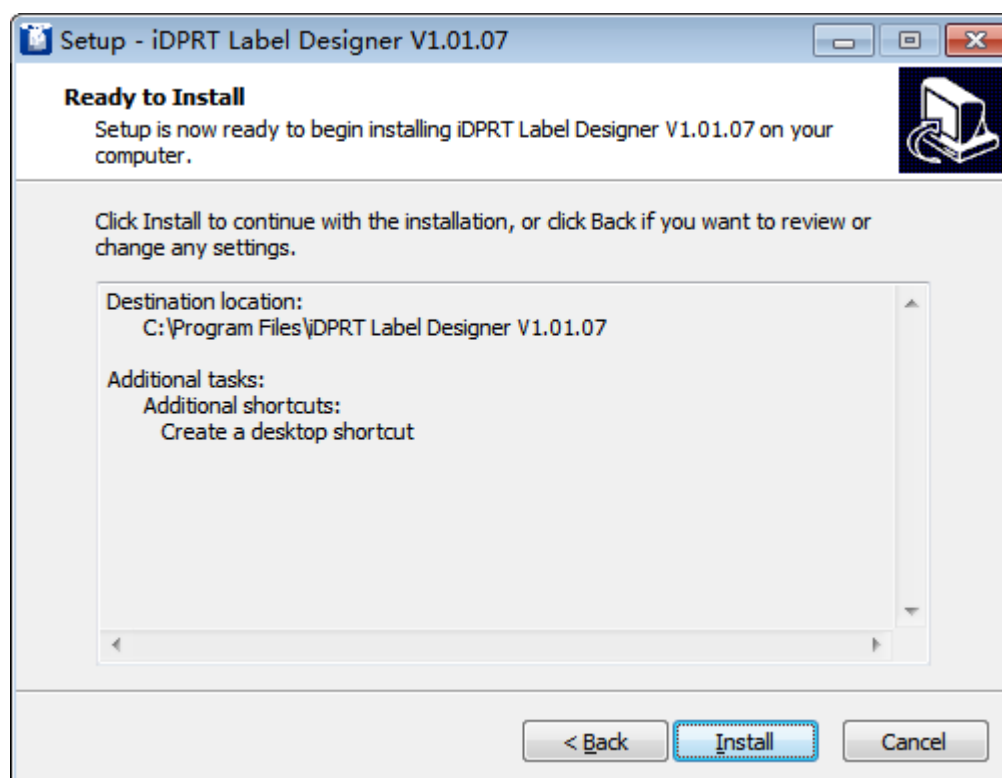 Setup - iDPRT Label Designer V1.01.07
Ready to Install
Setup is now ready to begin installing iDPRT Label Designer V1.01.07 on your
computer.
Click Install to continue with the installation, or click Back if you want to review or
change any settings.
Destination location:
C:\Program Files\iDPRT Label Designer V1.01.07
Additional tasks:
Additional shortcuts:
Create a desktop shortcut
< Back
Install
Cancel